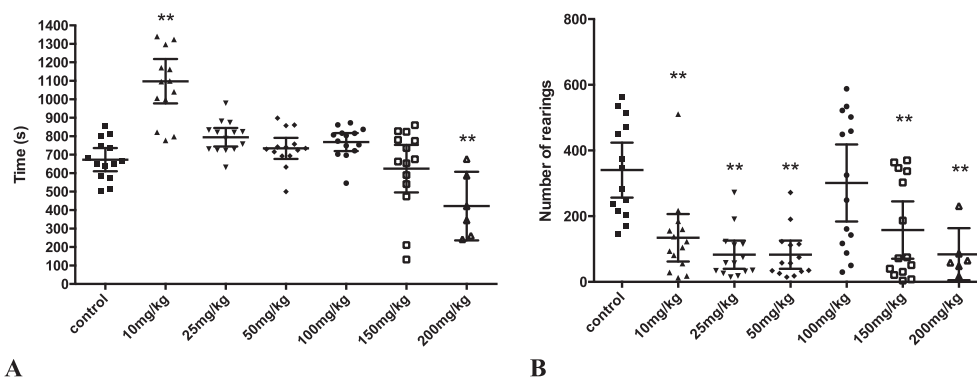 **
**
Time (s)
1400
1300
1200
1100
1000
900
800
700
600
500
400
300
200
100
0
control
10mg/kg
25mg/kg
50mg/kg
100mg/kg
150mg/kg
200mg/kg
A
**
**
**
**
**
Number of rearings
800
600
400
200
0
control
10mg/kg
25mg/kg
50mg/kg
100mg/kg
150mg/kg
200mg/kg
B